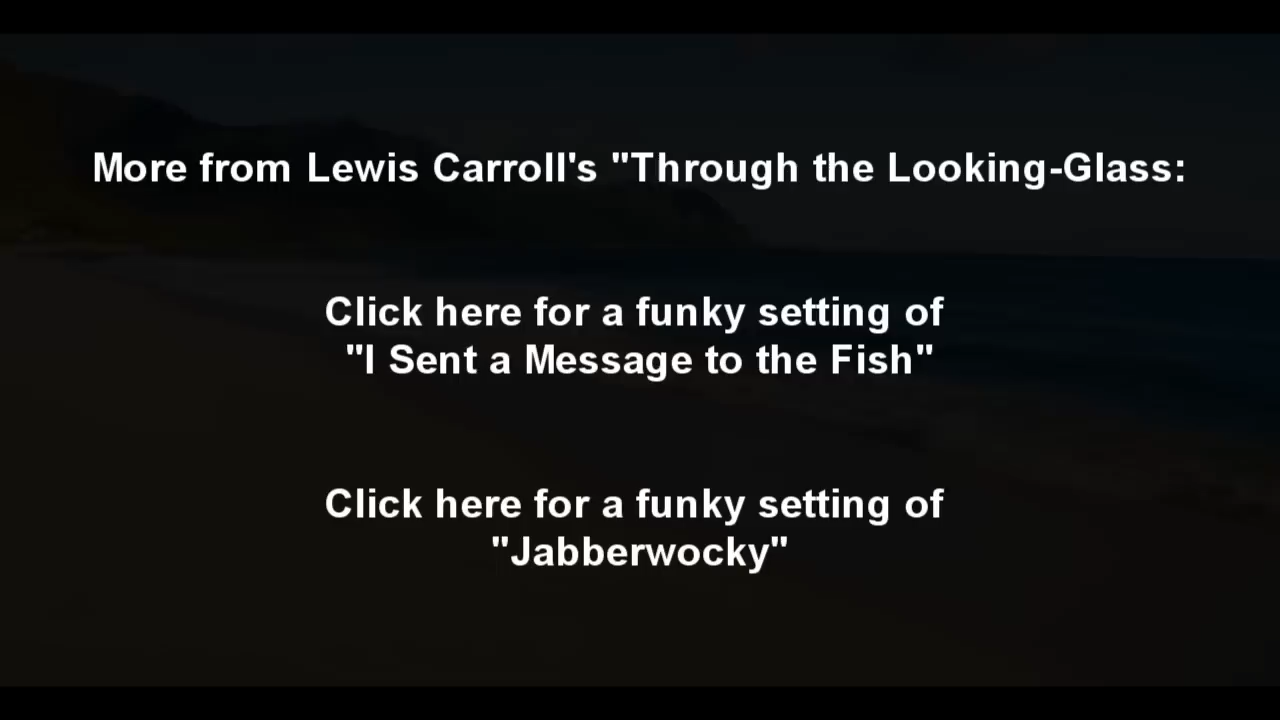 More from Lewis Carroll's "Through the Looking-Glass:
Click here for a funky setting of
"I Sent a Message to the Fish"
Click here for a funky setting of
"Jabberwocky"